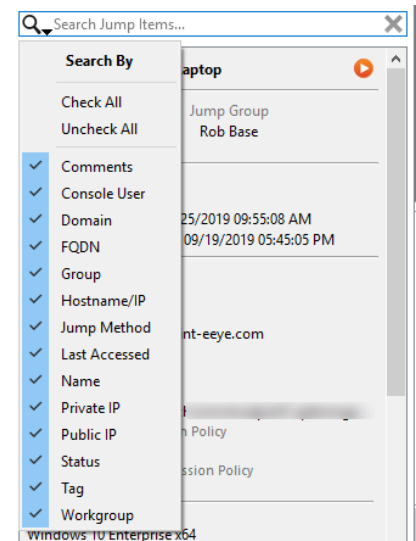 Search Jump Items...
Search By
Check All
Uncheck All
Comments
Console User
Domain
FQDN
Group
Hostname/IP
Jump Method
Last Accessed
Name
Private IP
Public IP
Status
Tag
Workgroup
aptop
Jump Group
Rob Base
25/2019 09:55:08 AM
09/19/2019 05:45:05 PM
nt-eeye.com
n Policy
ssion Policy
Windows 10 Enterprise x64